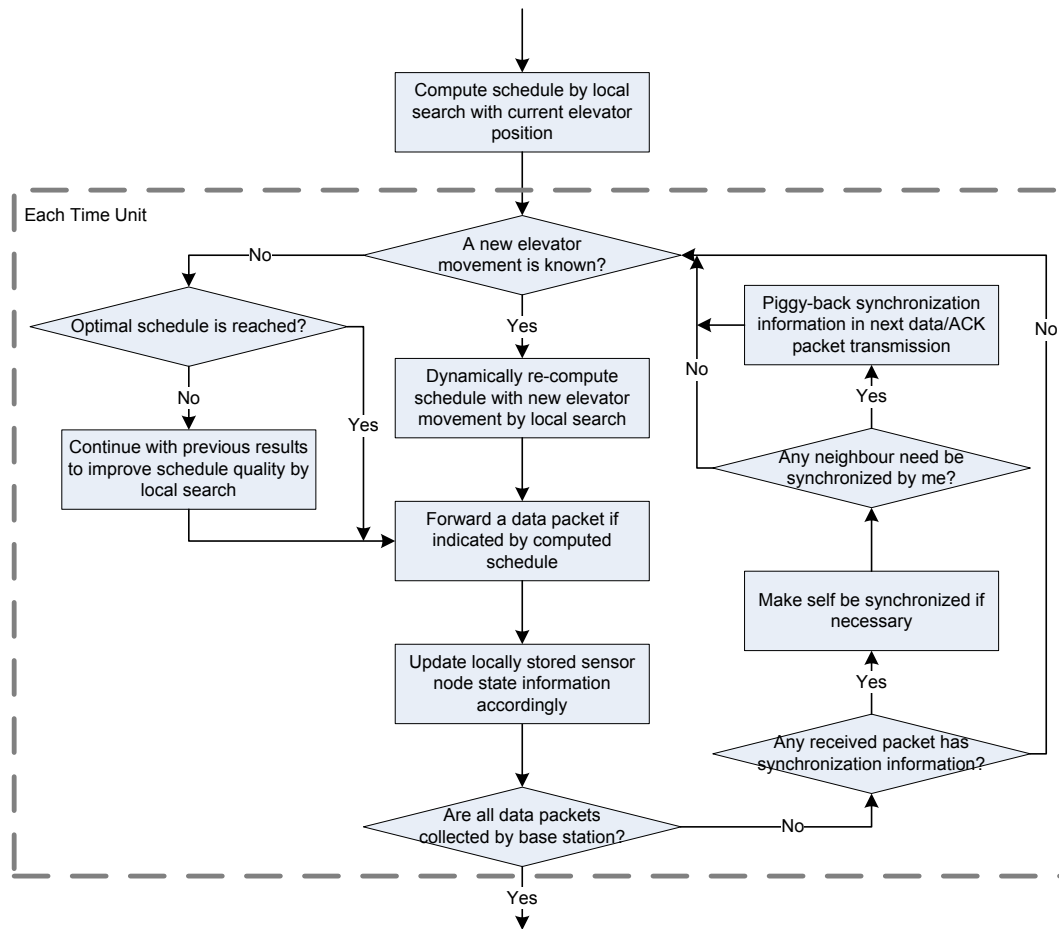 Compute schedule by local
search with current elevator
position
Each Time Unit
A new elevator
movement is known?
No
Optimal schedule is reached?
No
Yes
Continue with previous results
to improve schedule quality by
local search
Yes
Dynamically re-compute
schedule with new elevator
movement by local search
Forward a data packet if
indicated by computed
schedule
Update locally stored sensor
node state information
accordingly
Are all data packets
collected by base station?
Yes
No
Any received packet has
synchronization information?
No
Yes
Make self be synchronized if
necessary
Any neighbour need be
synchronized by me?
No
Yes
Piggy-back synchronization
information in next data/ACK
packet transmission